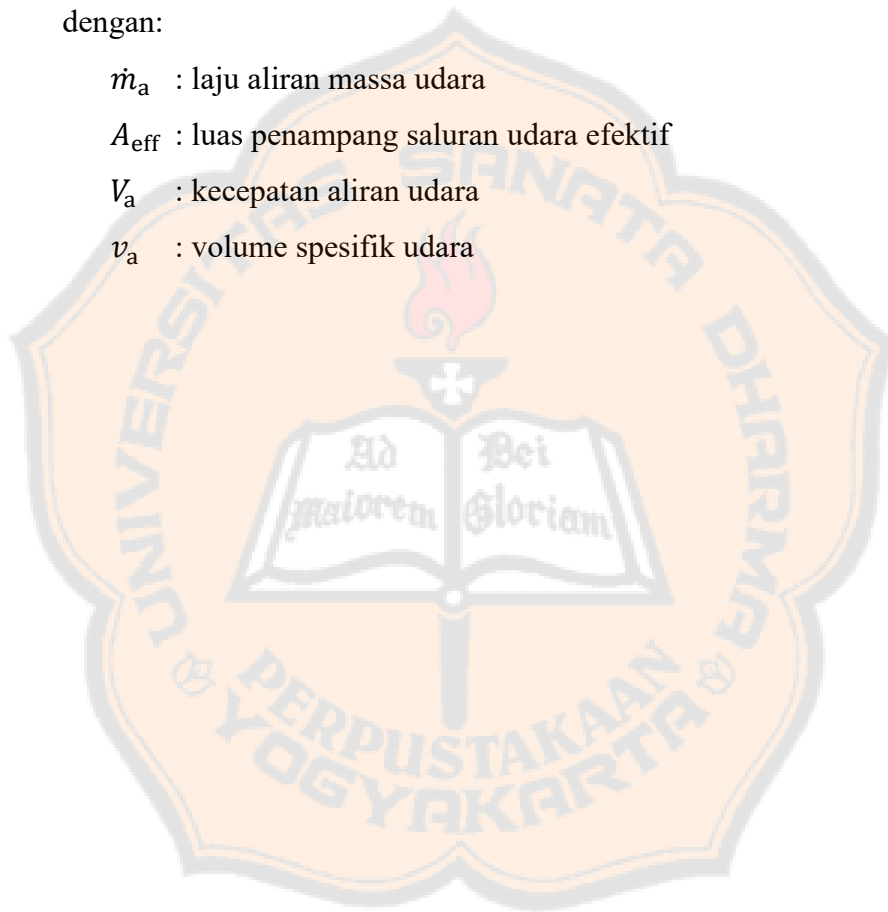 dengan:
ṁa : laju aliran massa udara
Aeff : luas penampang saluran udara efektif
Va : kecepatan aliran udara
va : volume spesifik udara
UNIVERSITAS SANATA DHARMA
Ad Dei
Maiorem Gloriam
PERPUSTAKAAN
YOGYAKARTA